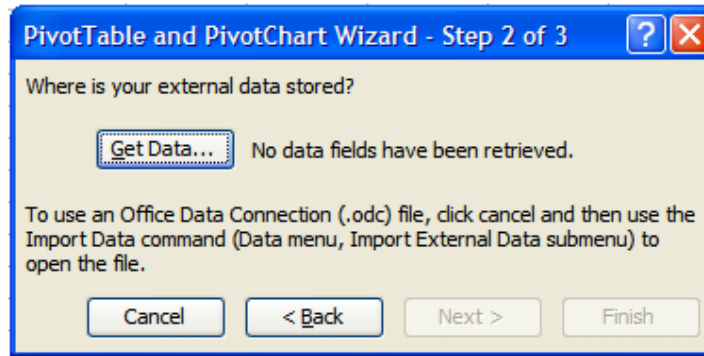 PivotTable and PivotChart Wizard - Step 2 of 3
Where is your external data stored?
Get Data... No data fields have been retrieved.
To use an Office Data Connection (.odc) file, click cancel and then use the
Import Data command (Data menu, Import External Data submenu) to
open the file.
Cancel < Back Next > Finish